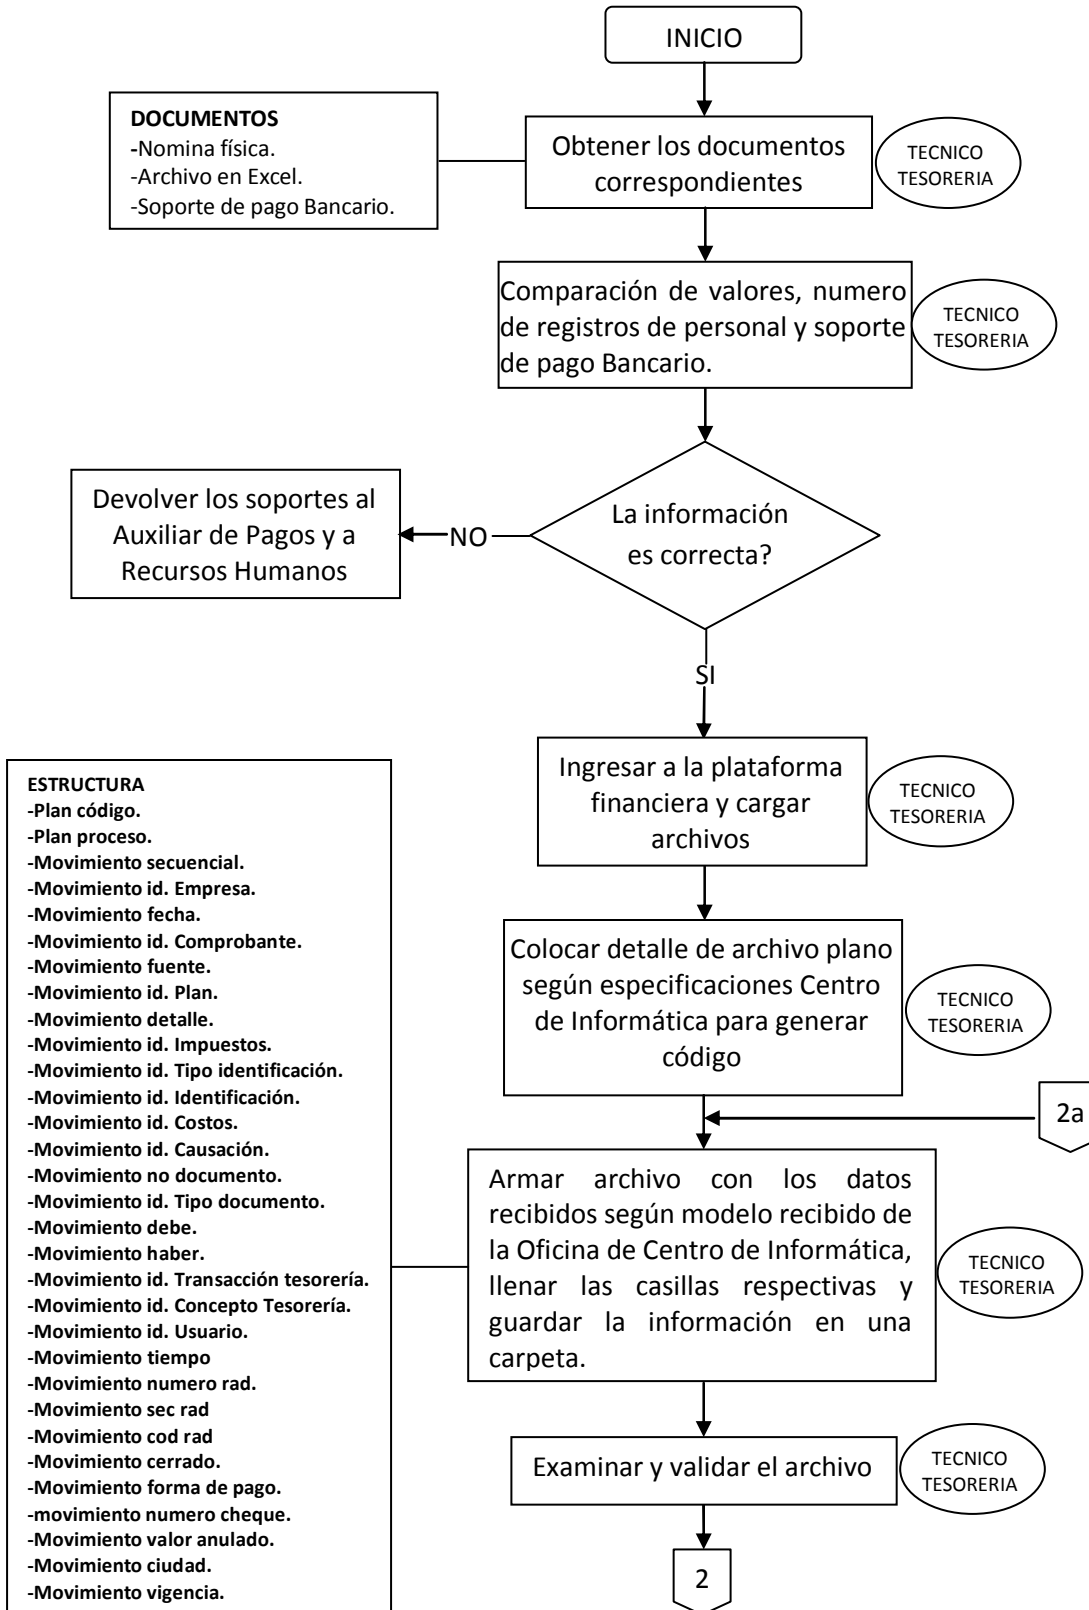 INICIO
DOCUMENTOS
-Nomina física.
-Archivo en Excel.
-Soporte de pago Bancario.
Obtener los documentos
correspondientes
TECNICO
TESORERIA
Comparación de valores, numero
de registros de personal y soporte
de pago Bancario.
TECNICO
TESORERIA
La información
es correcta?
NO
Devolver los soportes al
Auxiliar de Pagos y a
Recursos Humanos
SI
Ingresar a la plataforma
financiera y cargar
archivos
TECNICO
TESORERIA
Colocar detalle de archivo plano
según especificaciones Centro
de Informática para generar
código
TECNICO
TESORERIA
2a
ESTRUCTURA
-Plan código.
-Plan proceso.
-Movimiento secuencial.
-Movimiento id. Empresa.
-Movimiento fecha.
-Movimiento id. Comprobante.
-Movimiento fuente.
-Movimiento id. Plan.
-Movimiento detalle.
-Movimiento id. Impuestos.
-Movimiento id. Tipo identificación.
-Movimiento id. Identificación.
-Movimiento id. Costos.
-Movimiento id. Causación.
-Movimiento no documento.
-Movimiento id. Tipo documento.
-Movimiento debe.
-Movimiento haber.
-Movimiento id. Transacción tesorería.
-Movimiento id. Concepto Tesorería.
-Movimiento id. Usuario.
-Movimiento tiempo
-Movimiento numero rad.
-Movimiento sec rad
-Movimiento cod rad
-Movimiento cerrado.
-Movimiento forma de pago.
-movimiento numero cheque.
-Movimiento valor anulado.
-Movimiento ciudad.
-Movimiento vigencia.
Armar archivo con los datos
recibidos según modelo recibido de
la Oficina de Centro de Informática,
llenar las casillas respectivas y
guardar la información en una
carpeta.
TECNICO
TESORERIA
Examinar y validar el archivo
TECNICO
TESORERIA
2